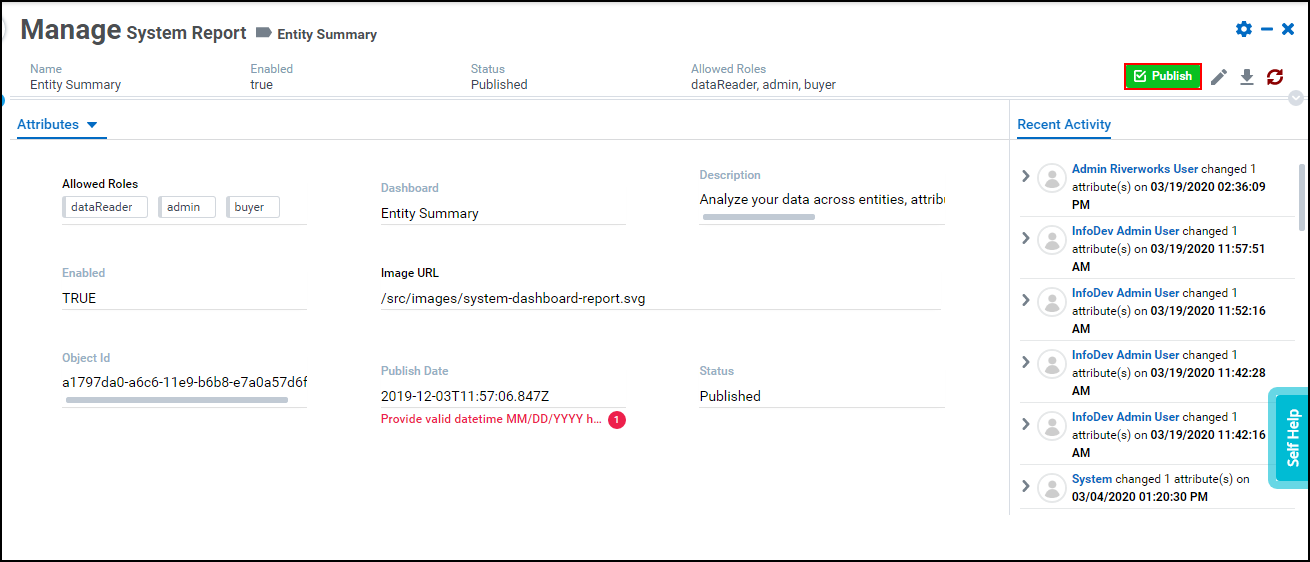 Manage System Report Entity Summary
Name Enabled Status Allowed Roles
Entity Summary true Published dataReader, admin, buyer
Publish
Attributes
Allowed Roles
dataReader admin buyer
Dashboard
Entity Summary
Description
Analyze your data across entities, attribu
Enabled
TRUE
Image URL
/src/images/system-dashboard-report.svg
Object Id
a1797da0-a6c6-11e9-b6b8-e7a0a57d6f
Publish Date
2019-12-03T11:57:06.847Z
Provide valid datetime MM/DD/YYYY h... 1
Status
Published
Recent Activity
Admin Riverworks User changed 1
attribute(s) on 03/19/2020 02:36:09
PM
InfoDev Admin User changed 1
attribute(s) on 03/19/2020 11:57:51
AM
InfoDev Admin User changed 1
attribute(s) on 03/19/2020 11:52:16
AM
InfoDev Admin User changed 1
attribute(s) on 03/19/2020 11:42:28
AM
InfoDev Admin User changed 1
attribute(s) on 03/19/2020 11:42:16
AM
System changed 1 attribute(s) on
03/04/2020 01:20:30 PM
Self Help